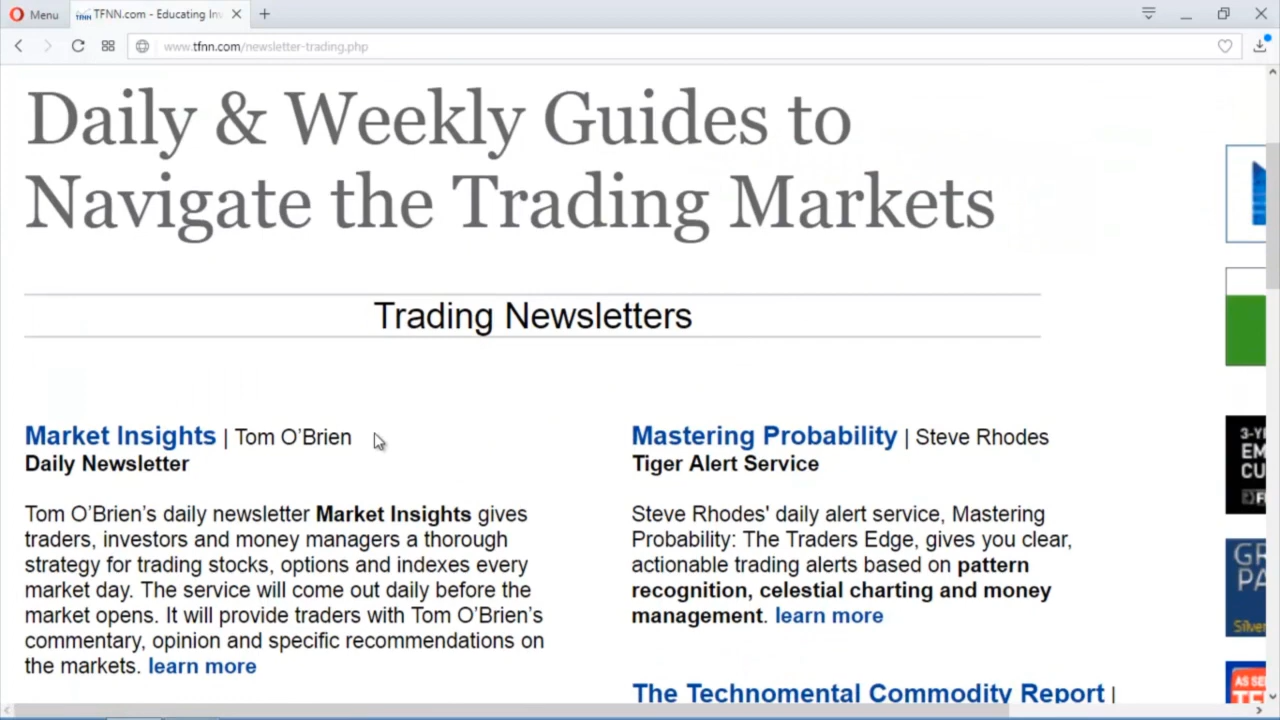 Menu
TFNN.com - Educating In
www.tfnn.com/newsletter-trading.php
Daily & Weekly Guides to
Navigate the Trading Markets
Trading Newsletters
Market Insights | Tom O’Brien
Daily Newsletter
Tom O’Brien’s daily newsletter Market Insights gives
traders, investors and money managers a thorough
strategy for trading stocks, options and indexes every
market day. The service will come out daily before the
market opens. It will provide traders with Tom O’Brien’s
commentary, opinion and specific recommendations on
the markets. learn more
Mastering Probability | Steve Rhodes
Tiger Alert Service
Steve Rhodes' daily alert service, Mastering
Probability: The Traders Edge, gives you clear,
actionable trading alerts based on pattern
recognition, celestial charting and money
management. learn more
The Technomental Commodity Report |
3-Y
EM
CU
GR
PA
Silver
AS SE